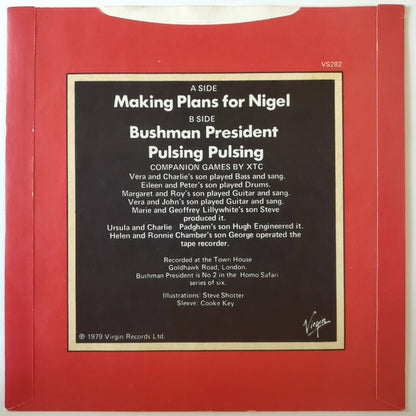 VS282
A SIDE
Making Plans for Nigel
B SIDE
Bushman President
Pulsing Pulsing
COMPANION GAMES BY XTC
Vera and Charlie's son played Bass and sang.
Eileen and Peter's son played Drums.
Margaret and Roy's son played Guitar and sang.
Vera and John's son played Guitar and sang.
Marie and Geoffrey Lillywhite's son Steve
produced it.
Ursula and Charlie Padgham's son Hugh Engineered it.
Helen and Ronnie Chamber's son George operated the
tape recorder.
Recorded at the Town House
Goldhawk Road, London.
Bushman President is No 2 in the Homo Safari
series of six.
Illustrations: Steve Shotter
Sleeve: Cooke Key
℗ 1979 Virgin Records Ltd.
Virgin